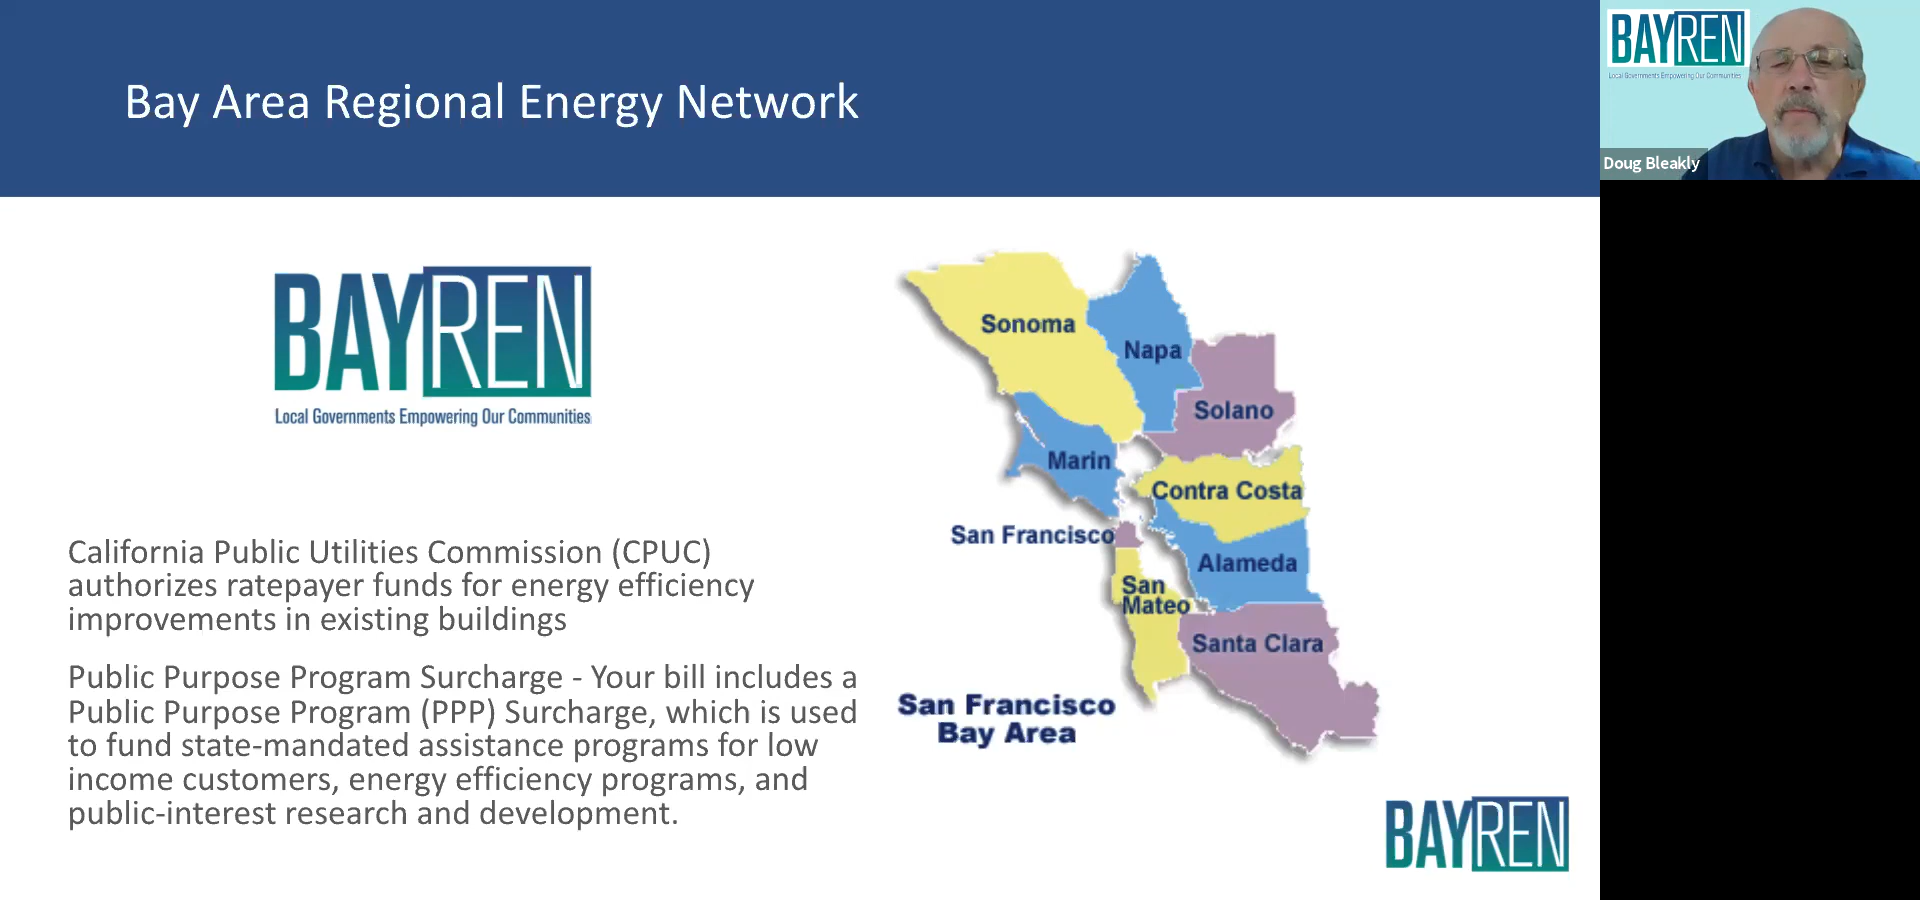 Bay Area Regional Energy Network
BAYREN
Local Governments Empowering Our Communities
California Public Utilities Commission (CPUC)
authorizes ratepayer funds for energy efficiency
improvements in existing buildings
Public Purpose Program Surcharge - Your bill includes a
Public Purpose Program (PPP) Surcharge, which is used
to fund state-mandated assistance programs for low
income customers, energy efficiency programs, and
public-interest research and development.
Sonoma
Napa
Solano
Marin
Contra Costa
San Francisco
Alameda
San
Mateo
Santa Clara
San Francisco
Bay Area
BAYREN
BAYREN
Local Governments Empowering Our Communities
Doug Bleakly